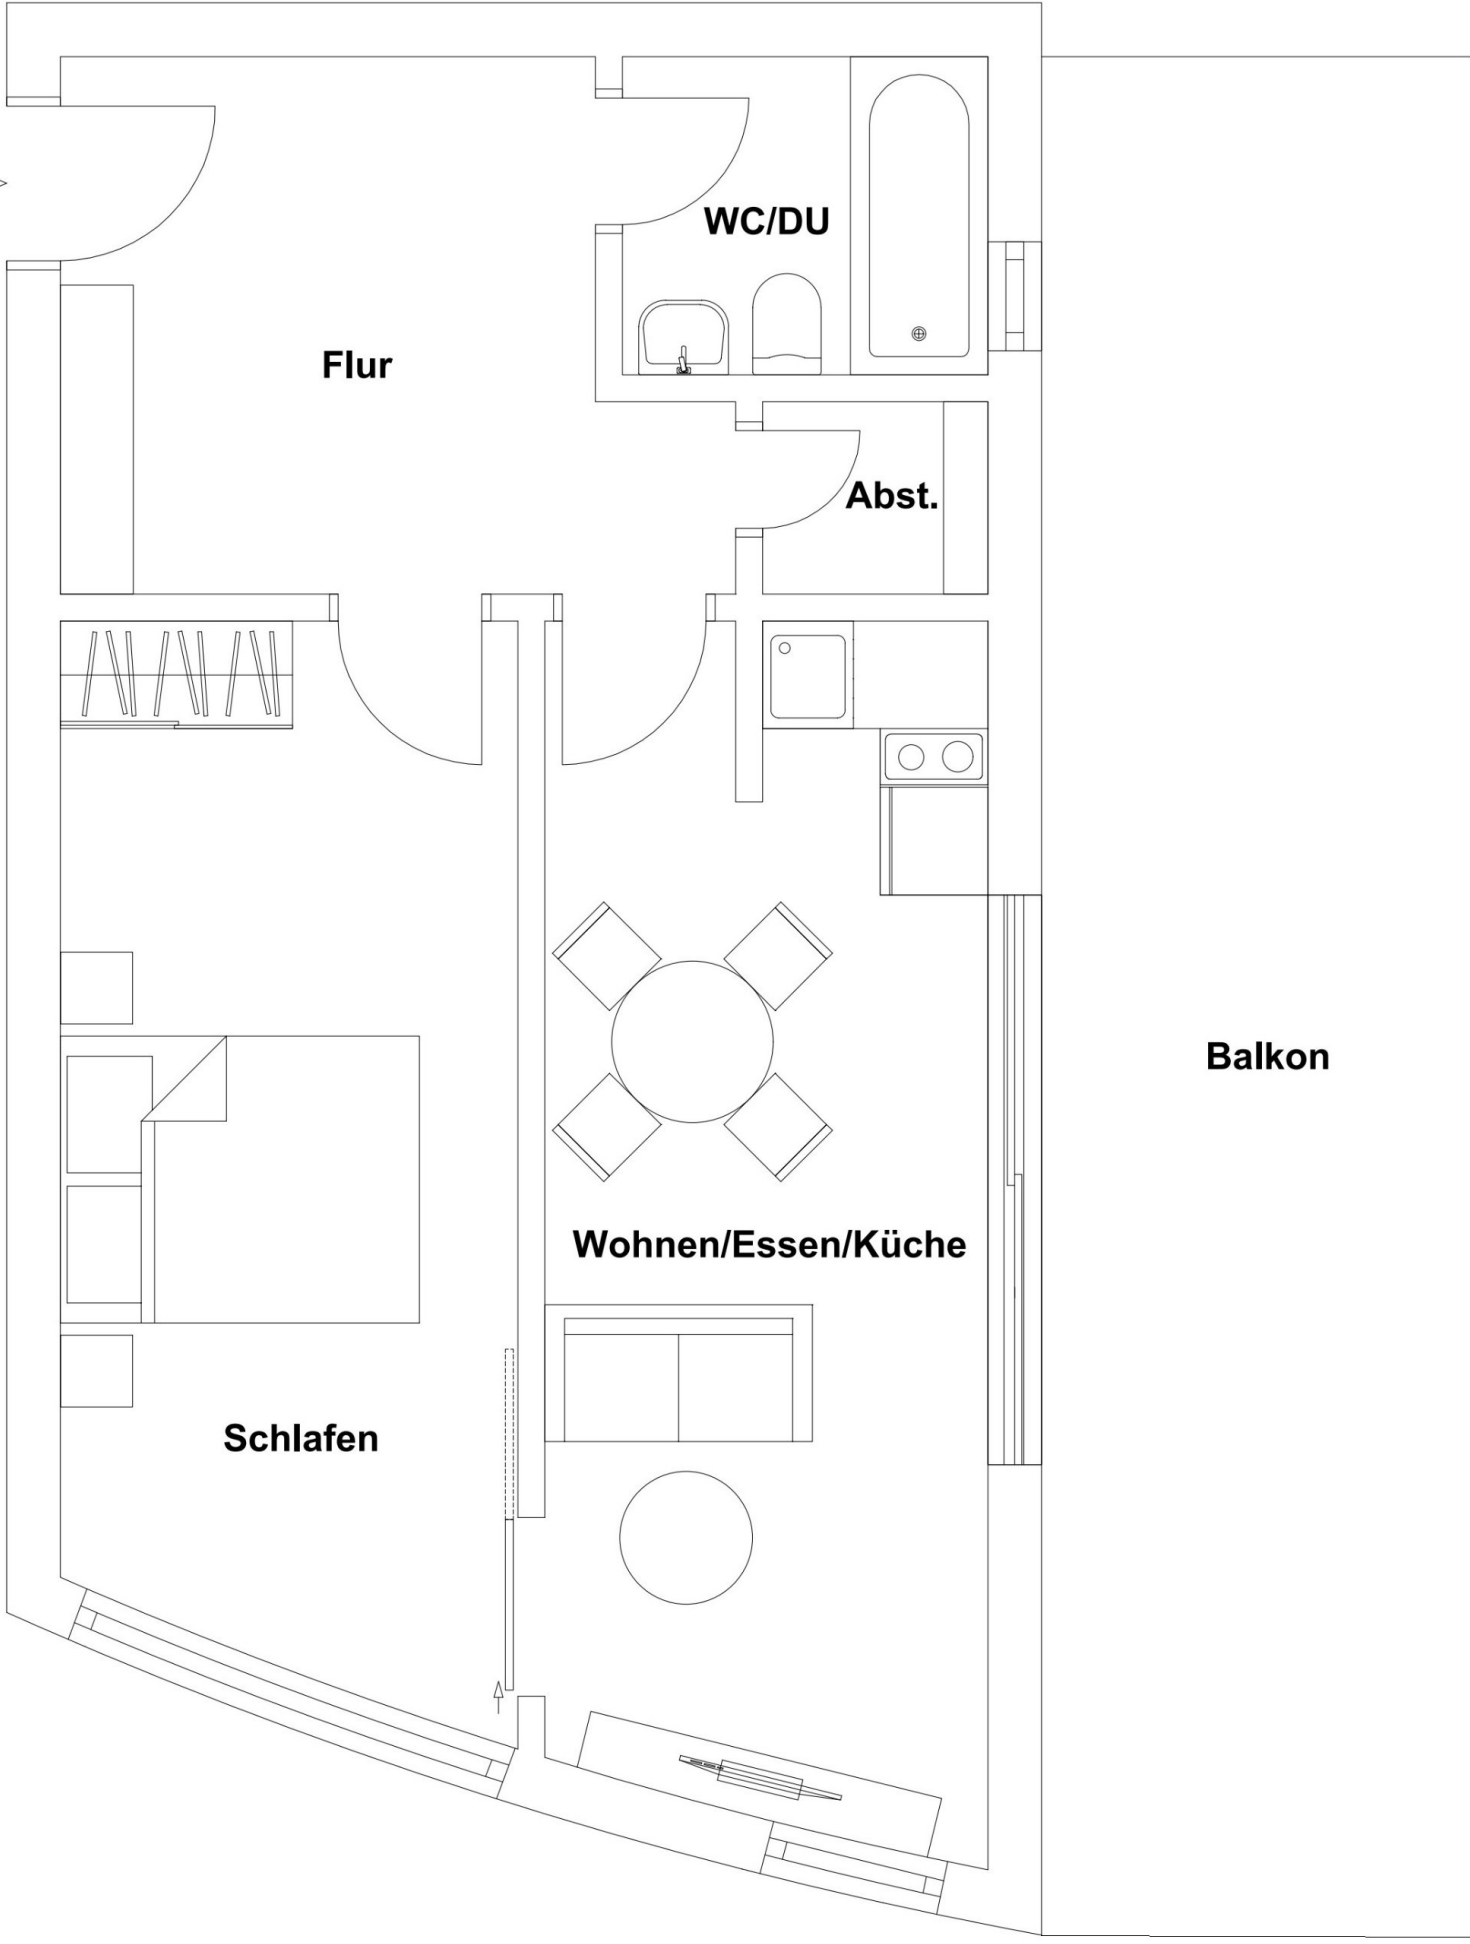 WC/DU
Flur
Abst.
Balkon
Wohnen/Essen/Küche
Schlafen